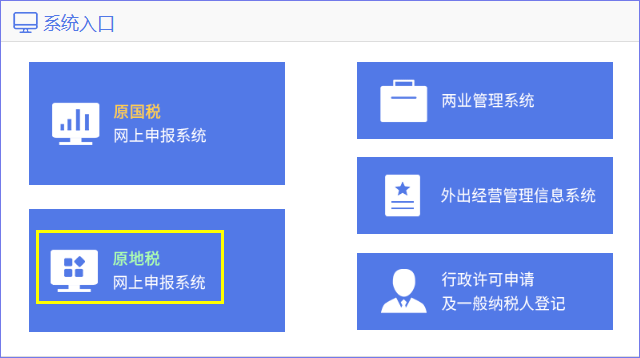 系统入口
原国税
网上申报系统
原地税
网上申报系统
两业管理系统
外出经营管理信息系统
行政许可申请
及一般纳税人登记